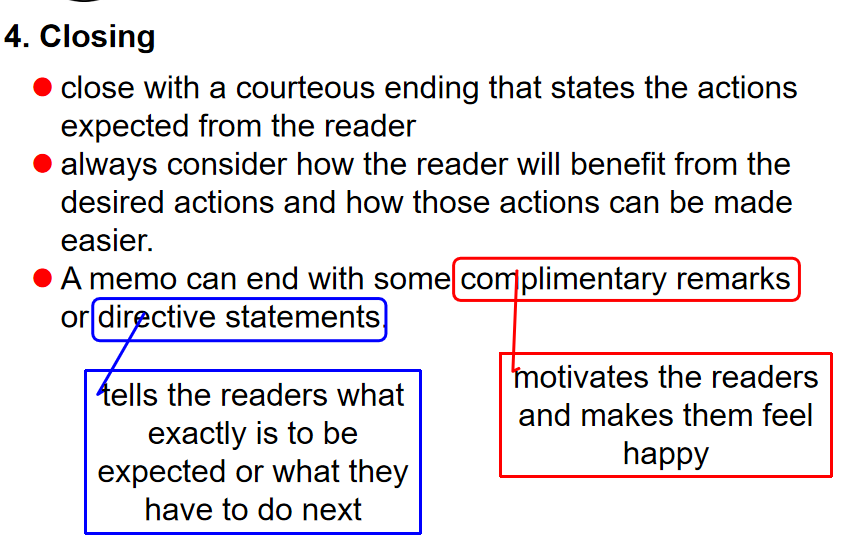 4. Closing
close with a courteous ending that states the actions
expected from the reader
always consider how the reader will benefit from the
desired actions and how those actions can be made
easier.
A memo can end with some complimentary remarks
or directive statements.
tells the readers what
exactly is to be
expected or what they
have to do next
motivates the readers
and makes them feel
happy